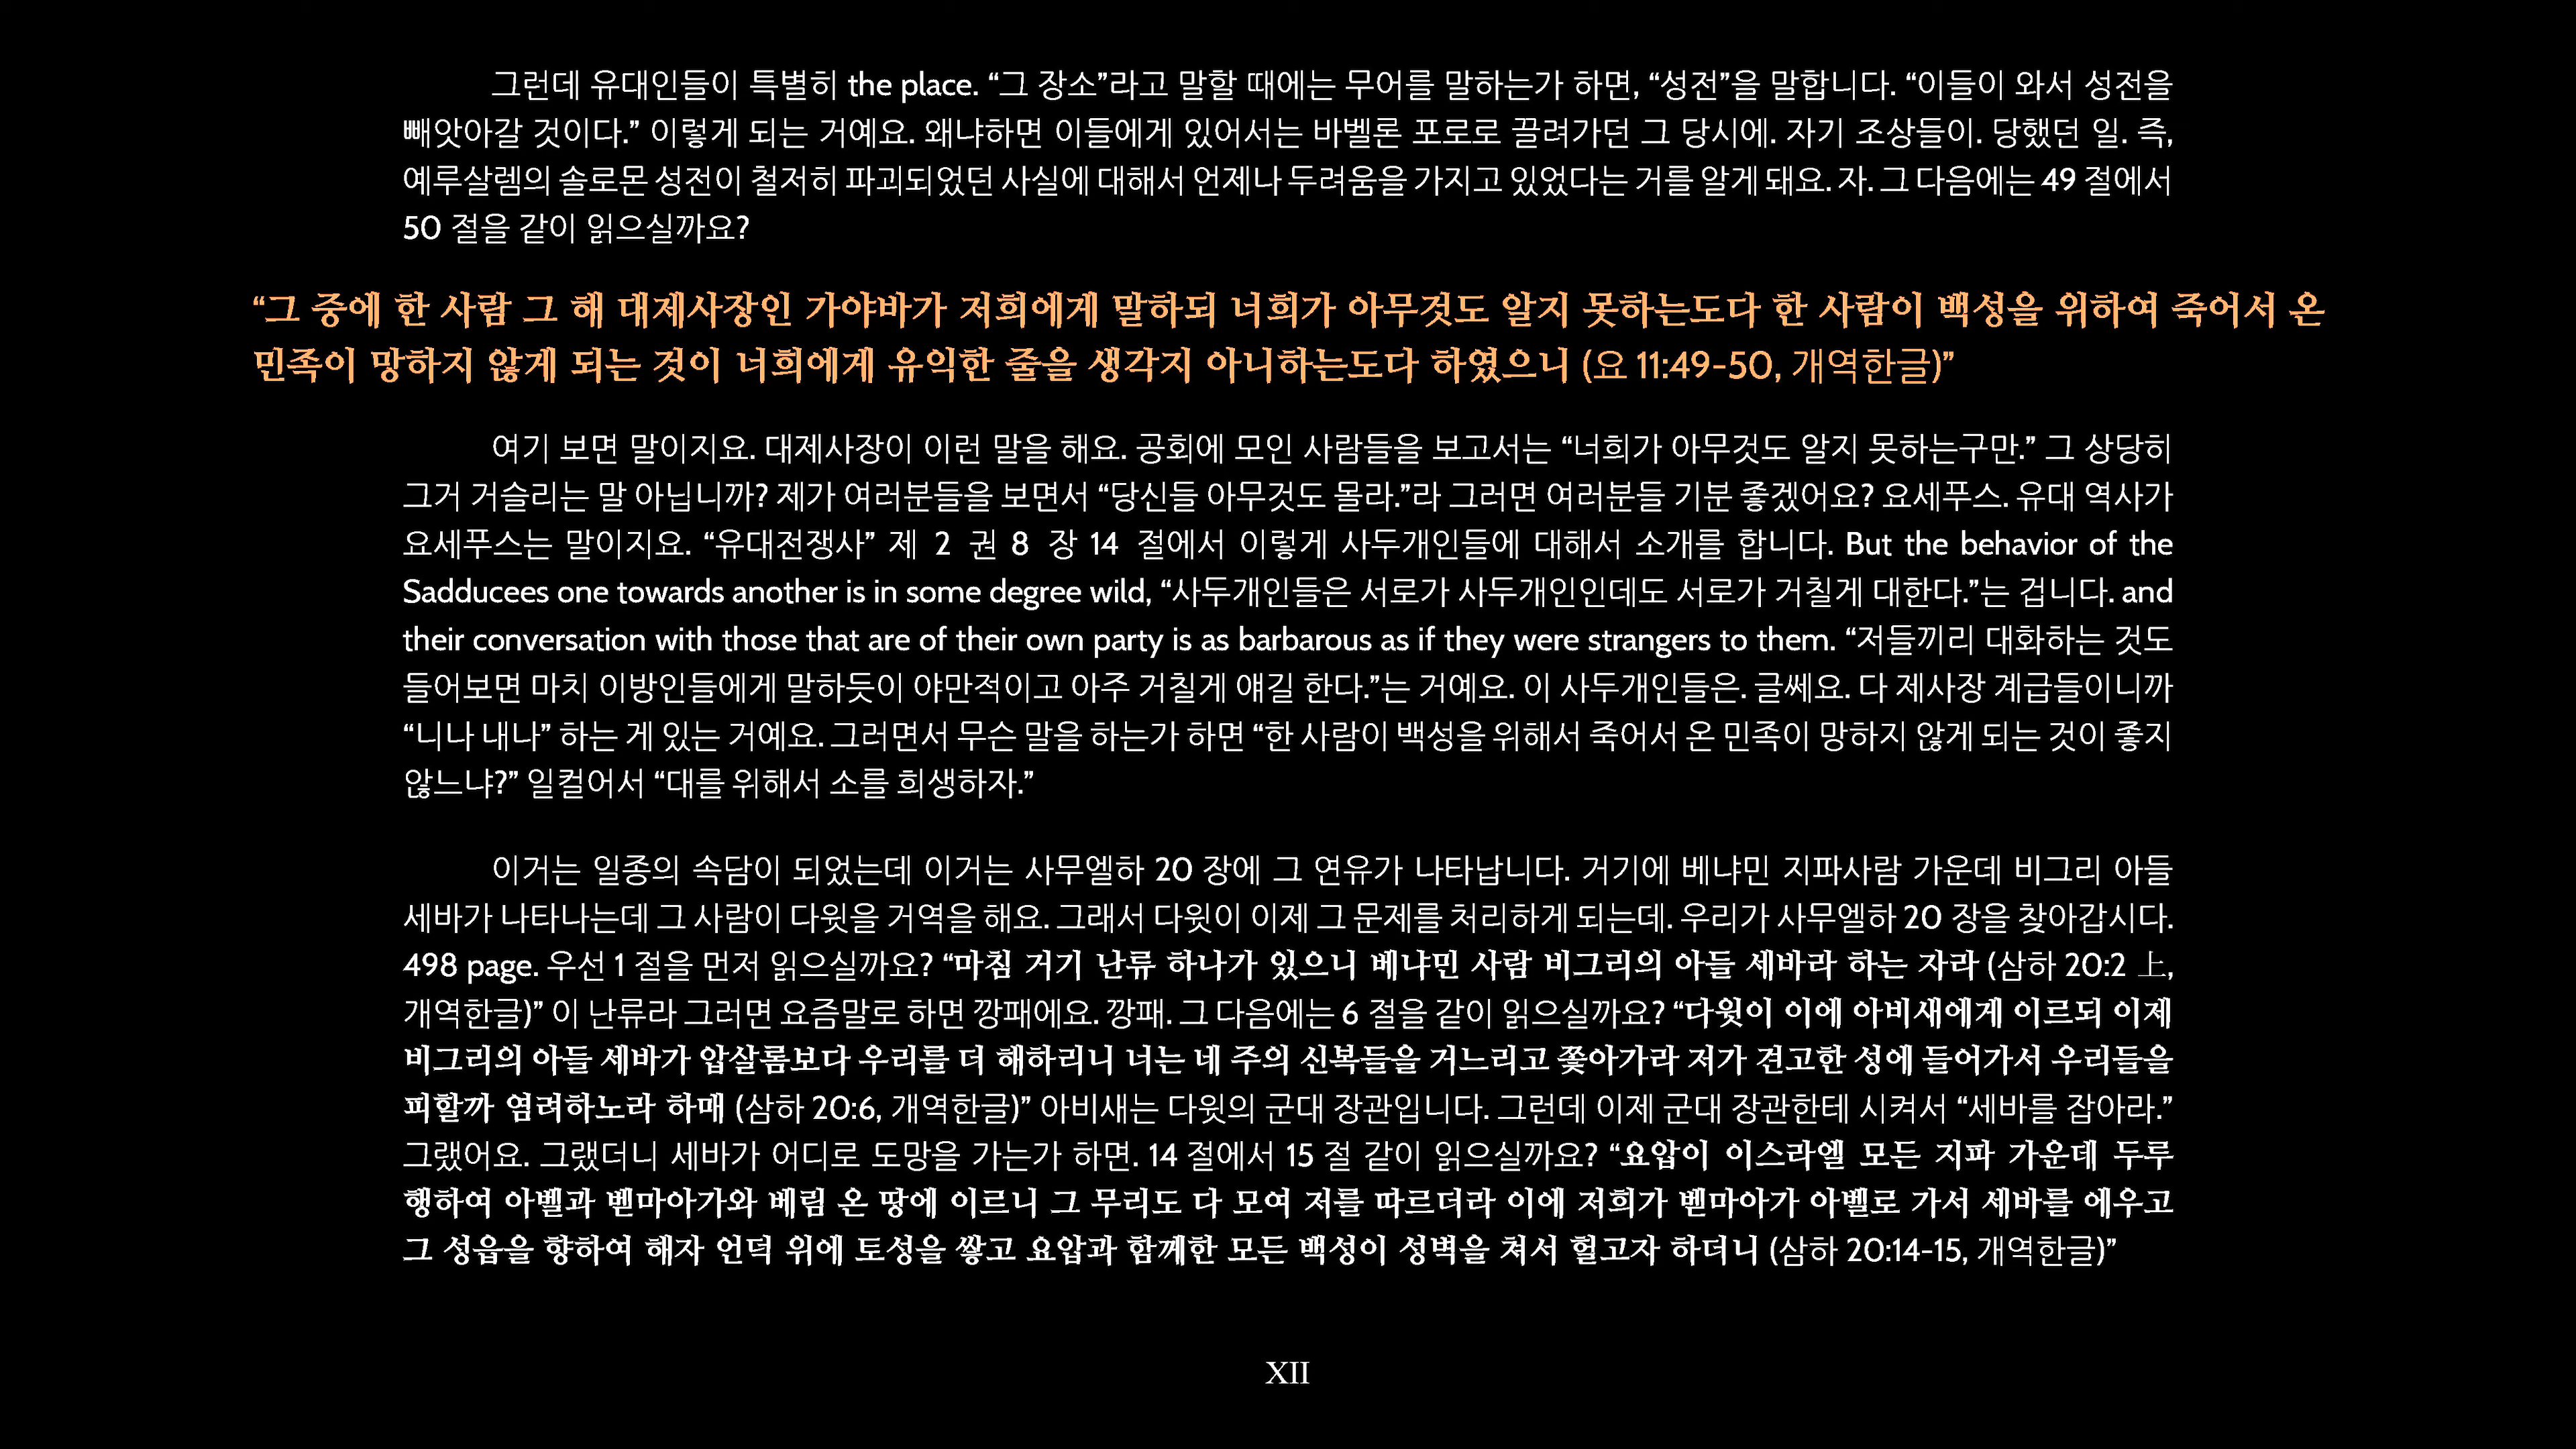 그런데 유대인들이 특별히 the place. “그 장소”라고 말할 때에는 무어를 말하는가 하면, “성전”을 말합니다. “이들이 와서 성전을
빼앗아갈 것이다.” 이렇게 되는 거예요. 왜냐하면 이들에게 있어서는 바벨론 포로로 끌려가던 그 당시에. 자기 조상들이. 당했던 일. 즉,
예루살렘의 솔로몬 성전이 철저히 파괴되었던 사실에 대해서 언제나 두려움을 가지고 있었다는 거를 알게 돼요. 자. 그 다음에는 49 절에서
50 절을 같이 읽으실까요?
“그 중에 한 사람 그 해 대제사장인 가야바가 저희에게 말하되 너희가 아무것도 알지 못하는도다 한 사람이 백성을 위하여 죽어서 온
민족이 망하지 않게 되는 것이 너희에게 유익한 줄을 생각지 아니하는도다 하였으니 (요 11:49-50, 개역한글)”
여기 보면 말이지요. 대제사장이 이런 말을 해요. 공회에 모인 사람들을 보고서는 “너희가 아무것도 알지 못하는구만.” 그 상당히
그거 거슬리는 말 아닙니까? 제가 여러분들을 보면서 “당신들 아무것도 몰라.”라 그러면 여러분들 기분 좋겠어요? 요세푸스. 유대 역사가
요세푸스는 말이지요. “유대전쟁사” 제 2 권 8 장 14 절에서 이렇게 사두개인들에 대해서 소개를 합니다. But the behavior of the
Sadducees one towards another is in some degree wild, “사두개인들은 서로가 사두개인인데도 서로가 거칠게 대한다.”는 겁니다. and
their conversation with those that are of their own party is as barbarous as if they were strangers to them. “저들끼리 대화하는 것도
들어보면 마치 이방인들에게 말하듯이 야만적이고 아주 거칠게 얘길 한다.”는 거예요. 이 사두개인들은. 글쎄요. 다 제사장 계급들이니까
“니나 내나” 하는 게 있는 거예요. 그러면서 무슨 말을 하는가 하면 “한 사람이 백성을 위해서 죽어서 온 민족이 망하지 않게 되는 것이 좋지
않느냐?” 일컬어서 “대를 위해서 소를 희생하자.”
이거는 일종의 속담이 되었는데 이거는 사무엘하 20 장에 그 연유가 나타납니다. 거기에 베냐민 지파사람 가운데 비그리 아들
세바가 나타나는데 그 사람이 다윗을 거역을 해요. 그래서 다윗이 이제 그 문제를 처리하게 되는데. 우리가 사무엘하 20 장을 찾아갑시다.
498 page. 우선 1 절을 먼저 읽으실까요? “마침 거기 난류 하나가 있으니 베냐민 사람 비그리의 아들 세바라 하는 자라 (삼하 20:2 上,
개역한글)” 이 난류라 그러면 요즘말로 하면 깡패에요. 깡패. 그 다음에는 6 절을 같이 읽으실까요? “다윗이 이에 아비새에게 이르되 이제
비그리의 아들 세바가 압살롬보다 우리를 더 해하리니 너는 네 주의 신복들을 거느리고 쫓아가라 저가 견고한 성에 들어가서 우리들을
피할까 염려하노라 하매 (삼하 20:6, 개역한글)” 아비새는 다윗의 군대 장관입니다. 그런데 이제 군대 장관한테 시켜서 “세바를 잡아라.”
그랬어요. 그랬더니 세바가 어디로 도망을 가는가 하면. 14 절에서 15 절 같이 읽으실까요? “요압이 이스라엘 모든 지파 가운데 두루
행하여 아벨과 벧마아가와 베림 온 땅에 이르니 그 무리도 다 모여 저를 따르더라 이에 저희가 벧마아가 아벨로 가서 세바를 에우고
그 성읍을 향하여 해자 언덕 위에 토성을 쌓고 요압과 함께한 모든 백성이 성벽을 쳐서 헐고자 하더니 (삼하 20:14-15, 개역한글)”
XII